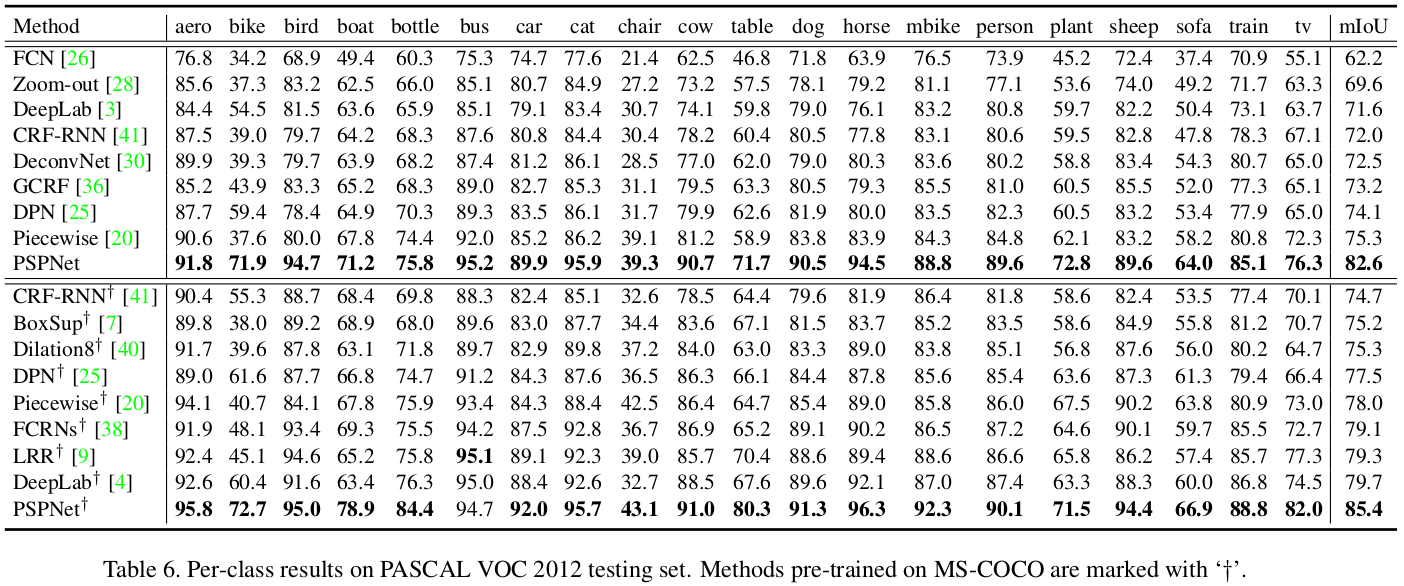 Method aero bike bird boat bottle bus car cat chair cow table dog horse mbike person plant sheep sofa train tv mIoU
FCN [26] 76.8 34.2 68.9 49.4 60.3 75.3 74.7 77.6 21.4 62.5 46.8 71.8 63.9 76.5 73.9 45.2 72.4 37.4 70.9 55.1 62.2
Zoom-out [28] 85.6 37.3 83.2 62.5 66.0 85.1 80.7 84.9 27.2 73.2 57.5 78.1 79.2 81.1 77.1 53.6 74.0 49.2 71.7 63.3 69.6
DeepLab [3] 84.4 54.5 81.5 63.6 65.9 85.1 79.1 83.4 30.7 74.1 59.8 79.0 76.1 83.2 80.8 59.7 82.2 50.4 73.1 63.7 71.6
CRF-RNN [41] 87.5 39.0 79.7 64.2 68.3 87.6 80.8 84.4 30.4 78.2 60.4 80.5 77.8 83.1 80.6 59.5 82.8 47.8 78.3 67.1 72.0
DeconvNet [30] 89.9 39.3 79.7 63.9 68.2 87.4 81.2 86.1 28.5 77.0 62.0 79.0 80.3 83.6 80.2 58.8 83.4 54.3 80.7 65.0 72.5
GCRF [36] 85.2 43.9 83.3 65.2 68.3 89.0 82.7 85.3 31.1 79.5 63.3 80.5 79.3 85.5 81.0 60.5 85.5 52.0 77.3 65.1 73.2
DPN [25] 87.7 59.4 78.4 64.9 70.3 89.3 83.5 86.1 31.7 79.9 62.6 81.9 80.0 83.5 82.3 60.5 83.2 53.4 77.9 65.0 74.1
Piecewise [20] 90.6 37.6 80.0 67.8 74.4 92.0 85.2 86.2 39.1 81.2 58.9 83.8 83.9 84.3 84.8 62.1 83.2 58.2 80.8 72.3 75.3
PSPNet 91.8 71.9 94.7 71.2 75.8 95.2 89.9 95.9 39.3 90.7 71.7 90.5 94.5 88.8 89.6 72.8 89.6 64.0 85.1 76.3 82.6
CRF-RNN† [41] 90.4 55.3 88.7 68.4 69.8 88.3 82.4 85.1 32.6 78.5 64.4 79.6 81.9 86.4 81.8 58.6 82.4 53.5 77.4 70.1 74.7
BoxSup† [7] 89.8 38.0 89.2 68.9 68.0 89.6 83.0 87.7 34.4 83.6 67.1 81.5 83.7 85.2 83.5 58.6 84.9 55.8 81.2 70.7 75.2
Dilation8† [40] 91.7 39.6 87.8 63.1 71.8 89.7 82.9 89.8 37.2 84.0 63.0 83.3 89.0 83.8 85.1 56.8 87.6 56.0 80.2 64.7 75.3
DPN† [25] 89.0 61.6 87.7 66.8 74.7 91.2 84.3 87.6 36.5 86.3 66.1 84.4 87.8 85.6 85.4 63.6 87.3 61.3 79.4 66.4 77.5
Piecewise† [20] 94.1 40.7 84.1 67.8 75.9 93.4 84.3 88.4 42.5 86.4 64.7 85.4 89.0 85.8 86.0 67.5 90.2 63.8 80.9 73.0 78.0
FCRNs† [38] 91.9 48.1 93.4 69.3 75.5 94.2 87.5 92.8 36.7 86.9 65.2 89.1 90.2 86.5 87.2 64.6 90.1 59.7 85.5 72.7 79.1
LRR† [9] 92.4 45.1 94.6 65.2 75.8 95.1 89.1 92.3 39.0 85.7 70.4 88.6 89.4 88.6 86.6 65.8 86.2 57.4 85.7 77.3 79.3
DeepLab† [4] 92.6 60.4 91.6 63.4 76.3 95.0 88.4 92.6 32.7 88.5 67.6 89.6 92.1 87.0 87.4 63.3 88.3 60.0 86.8 74.5 79.7
PSPNet† 95.8 72.7 95.0 78.9 84.4 94.7 92.0 95.7 43.1 91.0 80.3 91.3 96.3 92.3 90.1 71.5 94.4 66.9 88.8 82.0 85.4
Table 6. Per-class results on PASCAL VOC 2012 testing set. Methods pre-trained on MS-COCO are marked with ‘†’.